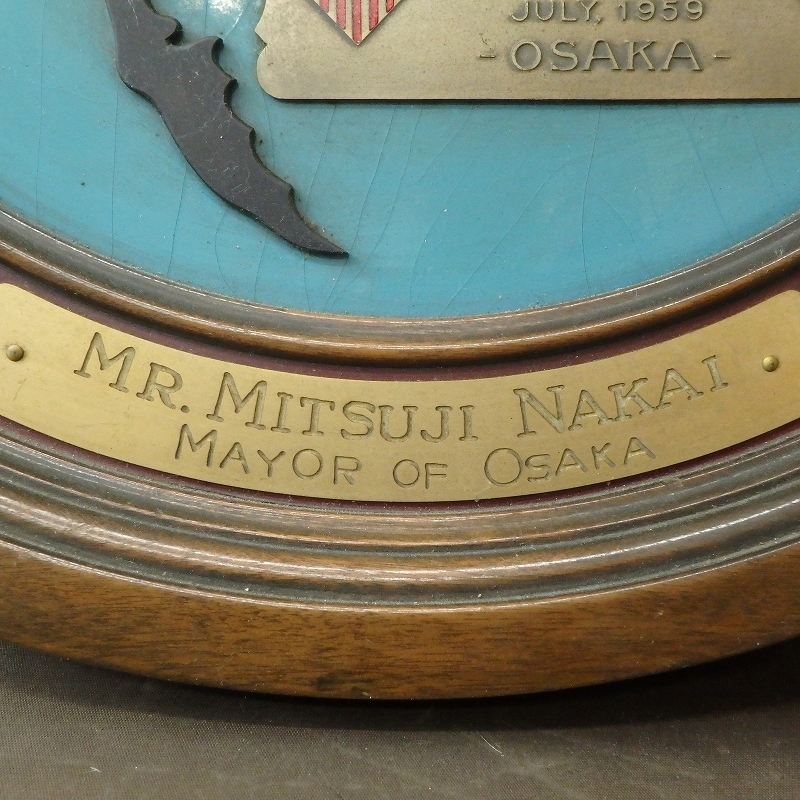 JULY, 1959
-OSAKA-
MR. MITSUJI NAKAI
MAYOR OF OSAKA